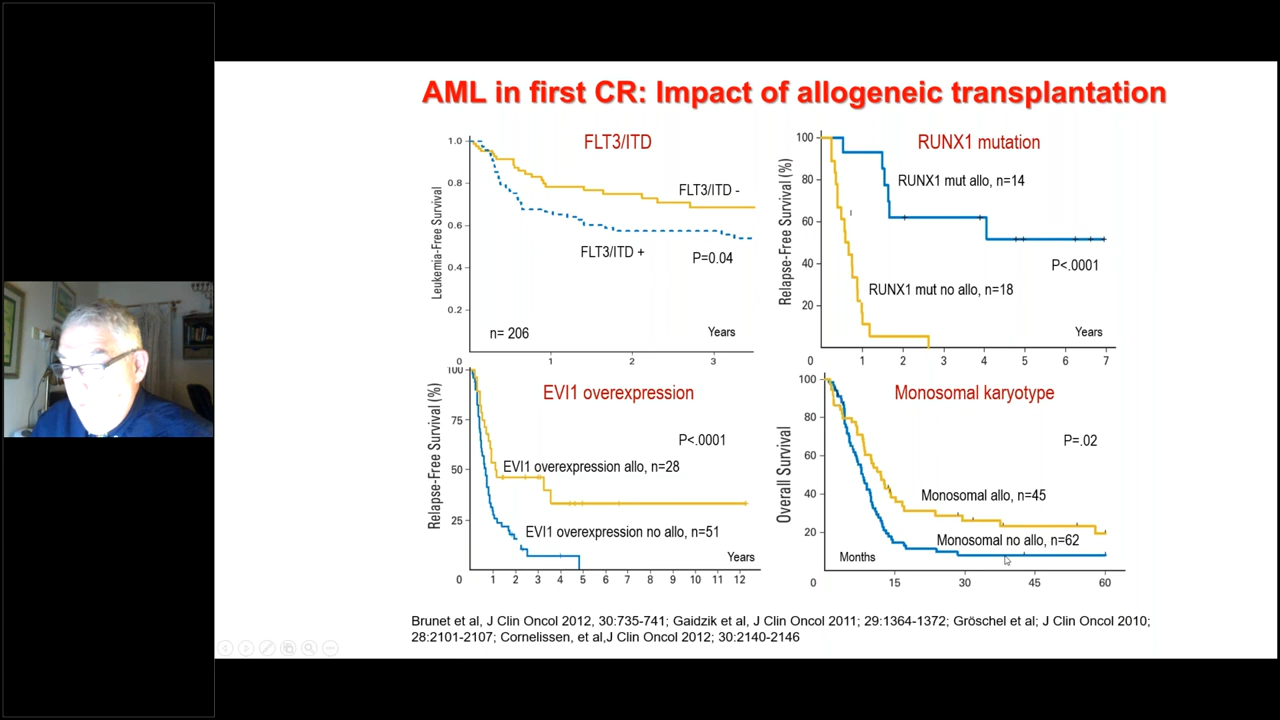 AML in first CR: Impact of allogeneic transplantation
FLT3/ITD
Leukemia-Free Survival
1.0
0.8
0.6
0.4
0.2
0
FLT3/ITD -
FLT3/ITD +
P=0.04
n= 206
Years
1 2 3
RUNX1 mutation
Relapse-Free Survival (%)
100
80
60
40
20
RUNX1 mut allo, n=14
P<.0001
RUNX1 mut no allo, n=18
Years
0 1 2 3 4 5 6 7
EVI1 overexpression
Relapse-Free Survival (%)
100
75
50
25
P<.0001
EVI1 overexpression allo, n=28
EVI1 overexpression no allo, n=51
Years
0 1 2 3 4 5 6 7 8 9 10 11 12
Monosomal karyotype
Overall Survival
100
80
60
40
20
P=.02
Monosomal allo, n=45
Monosomal no allo, n=62
Months
0 15 30 45 60
Brunet et al, J Clin Oncol 2012, 30:735-741; Gaidzik et al, J Clin Oncol 2011; 29:1364-1372; Gröschel et al; J Clin Oncol 2010;
28:2101-2107; Cornelissen, et al,J Clin Oncol 2012; 30:2140-2146